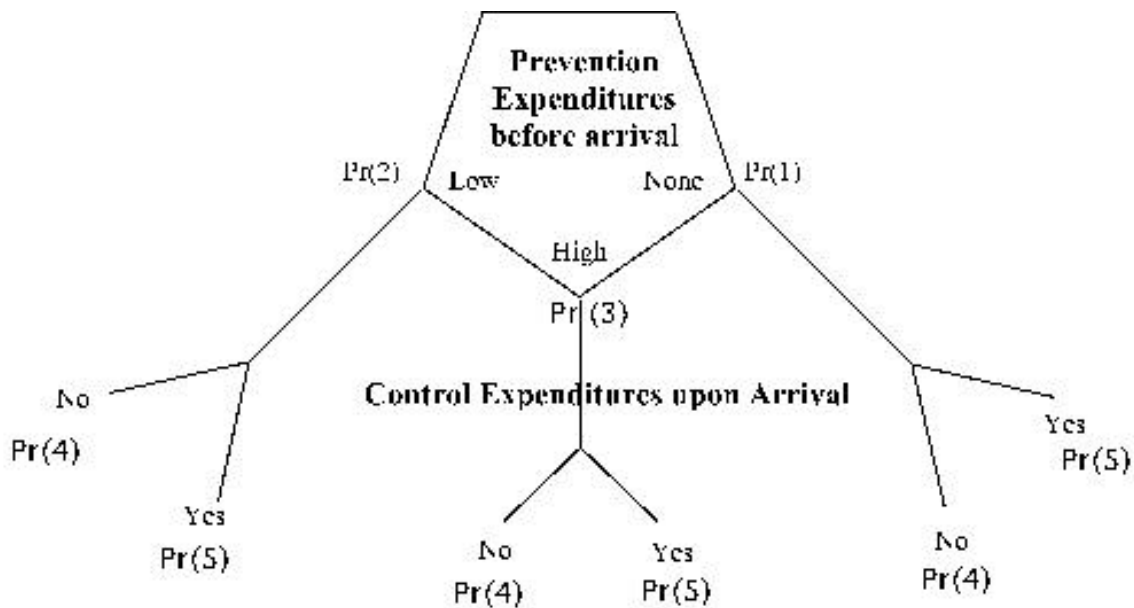 Prevention
Expenditures
before arrival
Pr(2) Low None Pr(1)
High
Pr (3)
Control Expenditures upon Arrival
No
Pr(4)
Yes
Pr(5)
No
Pr(4)
Yes
Pr(5)
No
Pr(4)
Yes
Pr(5)